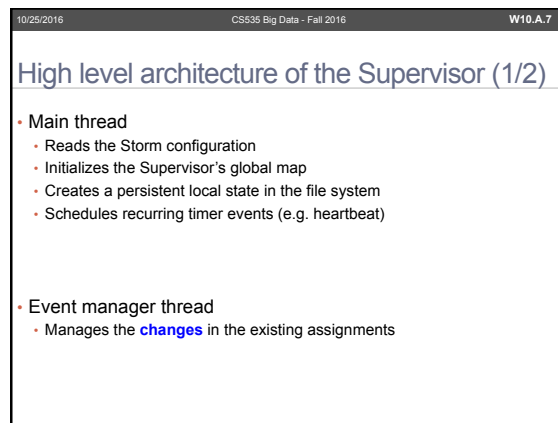 10/25/2016 CS535 Big Data - Fall 2016 W10.A.7
High level architecture of the Supervisor (1/2)
• Main thread
• Reads the Storm configuration
• Initializes the Supervisor's global map
• Creates a persistent local state in the file system
• Schedules recurring timer events (e.g. heartbeat)
• Event manager thread
• Manages the changes in the existing assignments